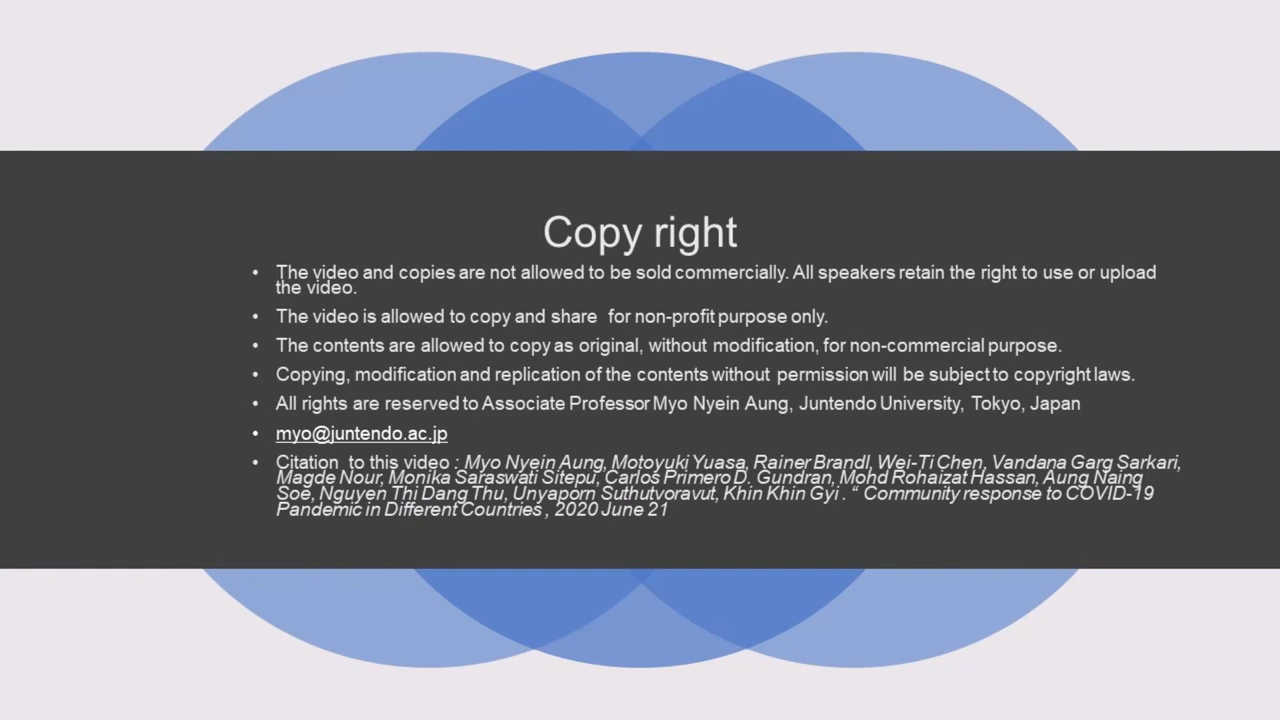 Copy right
• The video and copies are not allowed to be sold commercially. All speakers retain the right to use or upload
the video.
• The video is allowed to copy and share for non-profit purpose only.
• The contents are allowed to copy as original, without modification, for non-commercial purpose.
• Copying, modification and replication of the contents without permission will be subject to copyright laws.
• All rights are reserved to Associate Professor Myo Nyein Aung, Juntendo University, Tokyo, Japan
• myo@juntendo.ac.jp
• Citation to this video : Myo Nyein Aung, Motoyuki Yuasa, Rainer Brandl, Wei-Ti Chen, Vandana Garg Sarkari,
Magde Nour, Monika Saraswati Sitepu, Carlos Primero D. Gundran, Mohd Rohaizat Hassan, Aung Naing
Soe, Nguyen Thi Dang Thu, Unyaporn Suthutvoravut, Khin Khin Gyi . “ Community response to COVID-19
Pandemic in Different Countries , 2020 June 21